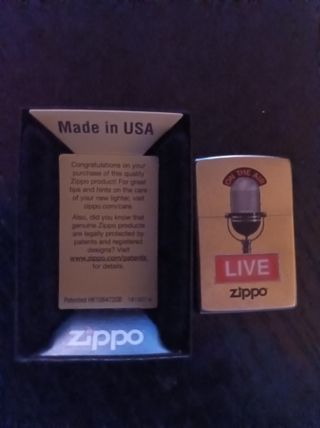 Made in USA
Congratulations on your
purchase of this quality
Zippo product! For great
tips and hints on the care
of your new lighter, visit
zippo.com/care.
Also, did you know that
genuine Zippo products
are legally protected by
patents and registered
designs? Visit
www.zippo.com/patents
for details.
Patented
zippo
ON THE AIR
LIVE
zippo